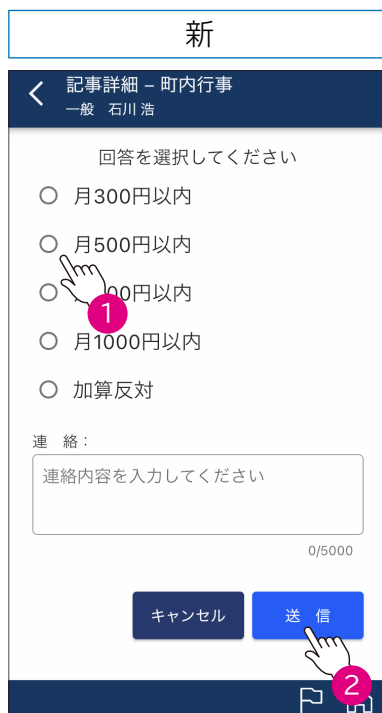 新
記事詳細 – 町内行事
一般 石川 浩
回答を選択してください
月300円以内
月500円以内
00円以内
1
月1000円以内
加算反対
連 絡：
連絡内容を入力してください
0/5000
キャンセル
送 信
2